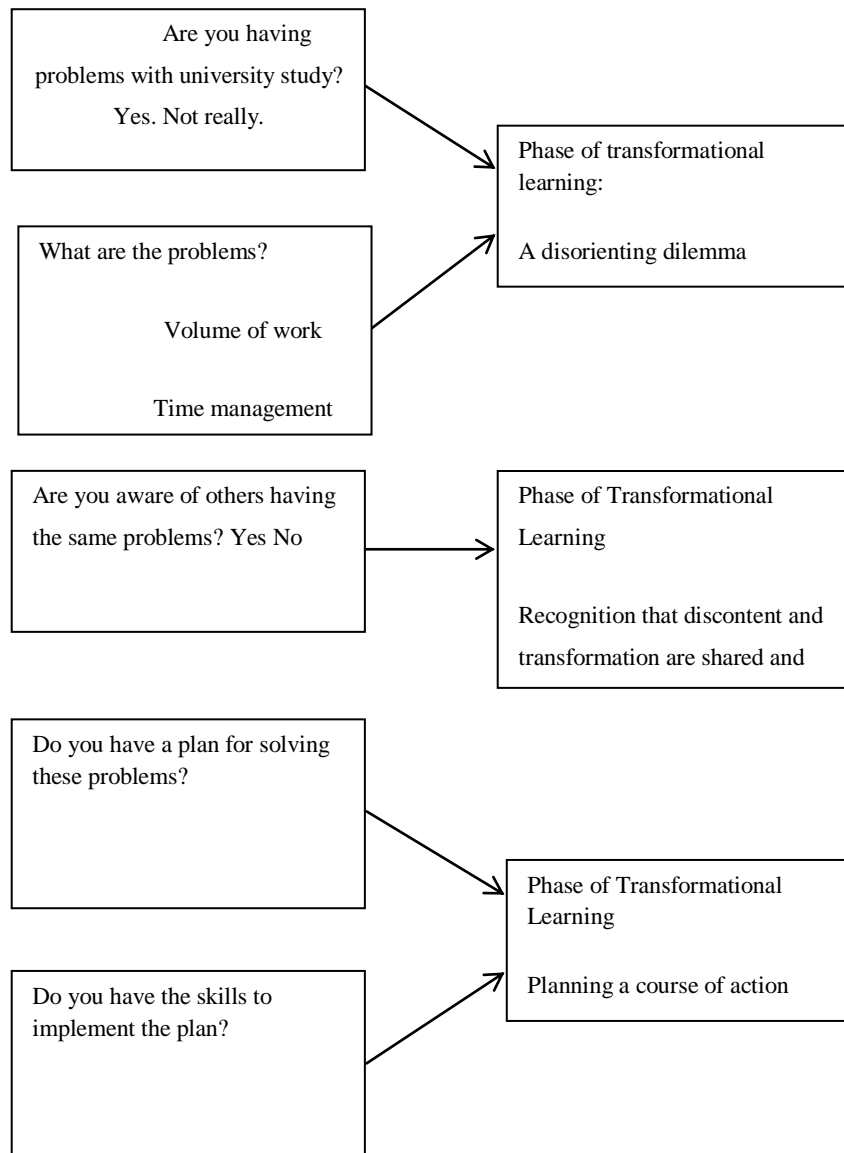 Are you having
problems with university study?
Yes. Not really.
Phase of transformational
learning:
A disorienting dilemma
What are the problems?
Volume of work
Time management
Are you aware of others having
the same problems? Yes No
Phase of Transformational
Learning
Recognition that discontent and
transformation are shared and
Do you have a plan for solving
these problems?
Phase of Transformational
Learning
Planning a course of action
Do you have the skills to
implement the plan?